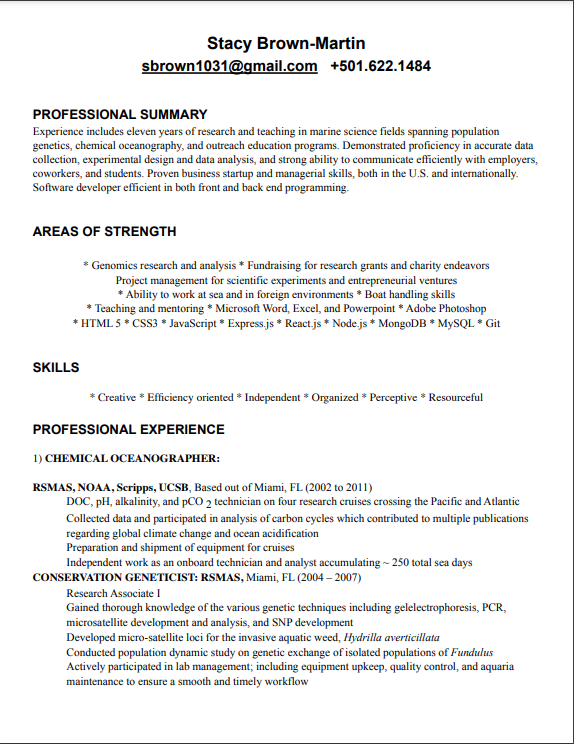 Stacy Brown-Martin
sbrown1031@gmail.com +501.622.1484
PROFESSIONAL SUMMARY
Experience includes eleven years of research and teaching in marine science fields spanning population
genetics, chemical oceanography, and outreach education programs. Demonstrated proficiency in accurate data
collection, experimental design and data analysis, and strong ability to communicate efficiently with employers,
coworkers, and students. Proven business startup and managerial skills, both in the U.S. and internationally.
Software developer efficient in both front and back end programming.
AREAS OF STRENGTH
* Genomics research and analysis * Fundraising for research grants and charity endeavors
Project management for scientific experiments and entrepreneurial ventures
* Ability to work at sea and in foreign environments * Boat handling skills
* Teaching and mentoring * Microsoft Word, Excel, and Powerpoint * Adobe Photoshop
* HTML 5 * CSS3 * JavaScript * Express.js * React.js * Node.js * MongoDB * MySQL * Git
SKILLS
* Creative * Efficiency oriented * Independent * Organized * Perceptive * Resourceful
PROFESSIONAL EXPERIENCE
1) CHEMICAL OCEANOGRAPHER:
RSMAS, NOAA, Scripps, UCSB, Based out of Miami, FL (2002 to 2011)
DOC, pH, alkalinity, and pCO 2 technician on four research cruises crossing the Pacific and Atlantic
Collected data and participated in analysis of carbon cycles which contributed to multiple publications
regarding global climate change and ocean acidification
Preparation and shipment of equipment for cruises
Independent work as an onboard technician and analyst accumulating ~ 250 total sea days
CONSERVATION GENETICIST: RSMAS, Miami, FL (2004 – 2007)
Research Associate I
Gained thorough knowledge of the various genetic techniques including gelelectrophoresis, PCR,
microsatellite development and analysis, and SNP development
Developed micro-satellite loci for the invasive aquatic weed, Hydrilla averticillata
Conducted population dynamic study on genetic exchange of isolated populations of Fundulus
Actively participated in lab management; including equipment upkeep, quality control, and aquaria
maintenance to ensure a smooth and timely workflow